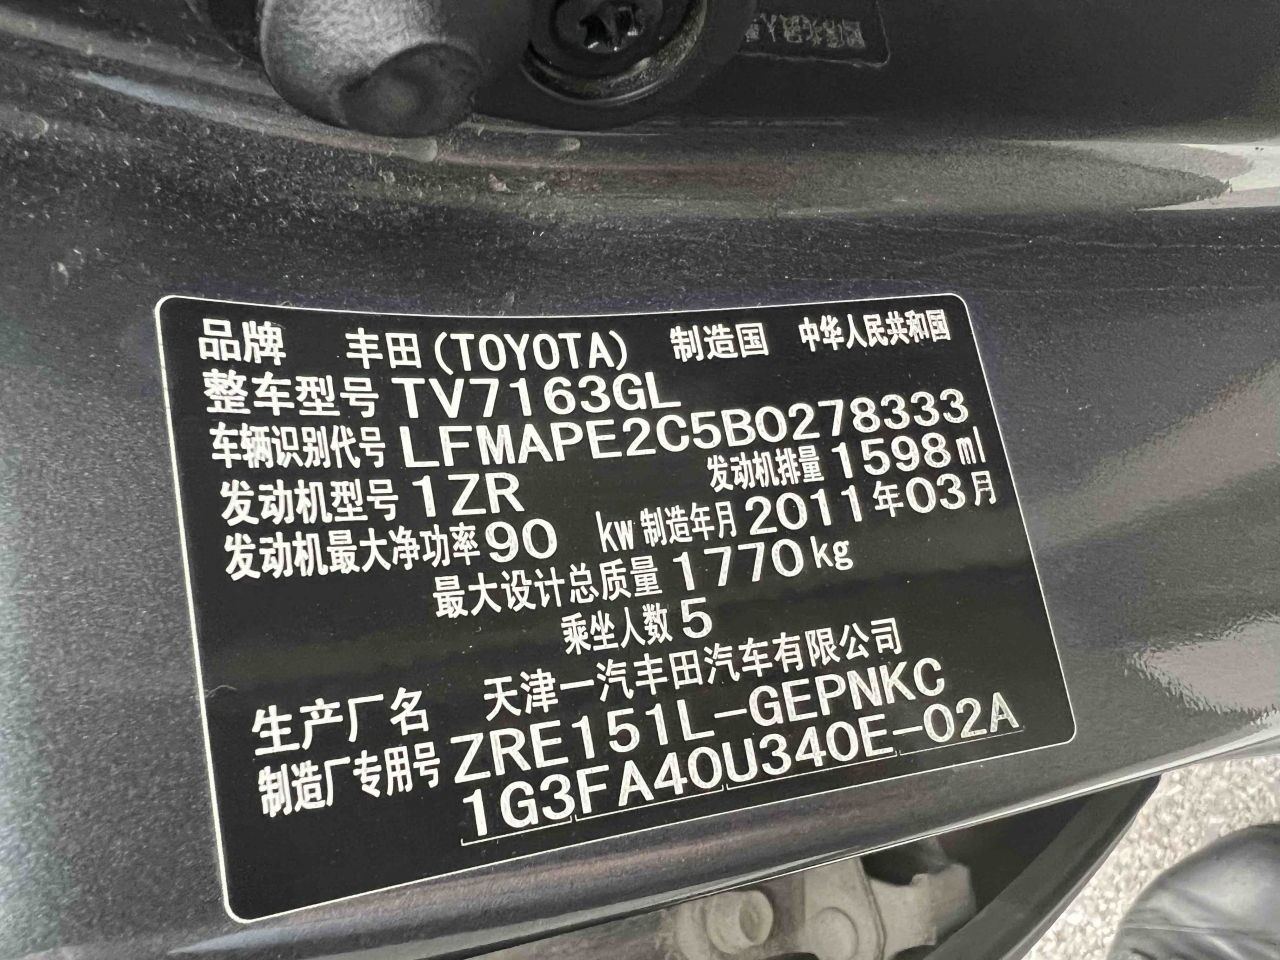 品牌 丰田(TOYOTA) 制造国 中华人民共和国
整车型号 TV7163GL
车辆识别代号 LFMAPE2C5B0278333
发动机型号 1ZR 发动机排量 1598ml
发动机最大净功率 90 kw 制造年月 2011年03月
最大设计总质量 1770kg
乘坐人数 5
生产厂名 天津一汽丰田汽车有限公司
制造厂专用号 ZRE151L-GEPNKC
1G3FA40U340E-02A